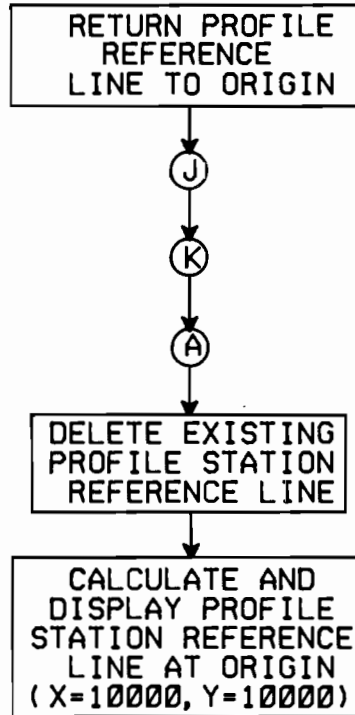 RETURN PROFILE
REFERENCE
LINE TO ORIGIN
J
K
A
DELETE EXISTING
PROFILE STATION
REFERENCE LINE
CALCULATE AND
DISPLAY PROFILE
STATION REFERENCE
LINE AT ORIGIN
(X=10000, Y=10000)